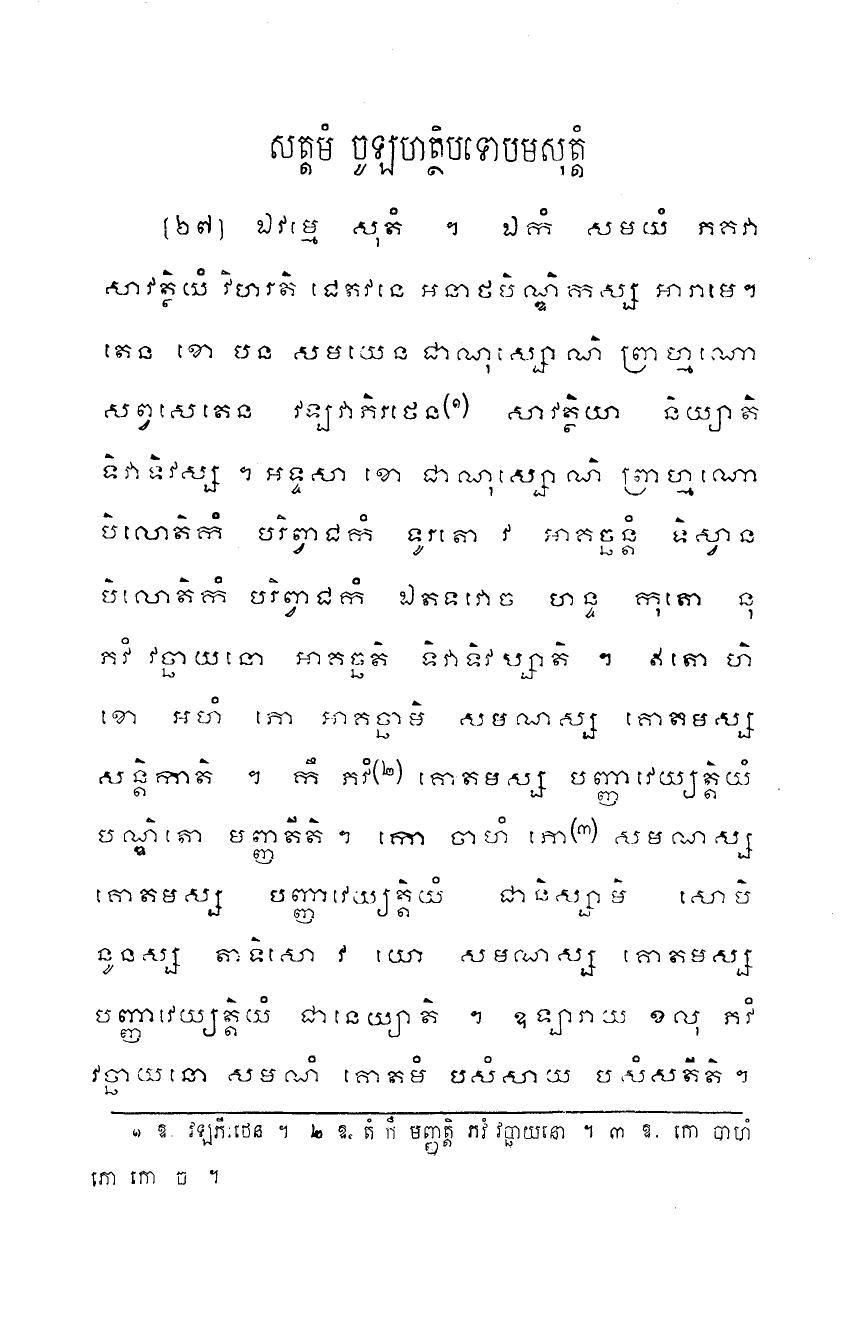 សត្តមំ ចូឡហត្ថិបទោបមសុត្តំ
[២៧] ឯវម្មេ សុតំ ។ ឯកំ សមយំ ភគវា
សាវត្ថិយំ វិហរតិ ជេតវនេ អនាថបិណ្ឌិកស្ស អារាមេ។
តេន ខោ បន សមយេន ជាណុស្សោណិ ព្រាហ្មណោ
សព្វសេតេន វឡវាភិរថេន(១) សាវត្ថិយា និយ្យាតិ
ទិវាទិវស្ស ។ អទ្ទសា ខោ ជាណុស្សោណិ ព្រាហ្មណោ
បិលោតិកំ បរិព្វាជកំ ទូរតោ វ អាគច្ឆន្តំ ទិស្វាន
បិលោតិកំ បរិព្វាជកំ ឯតទវោច ហន្ទ កុតោ នុ
ភវំ វច្ឆាយនោ អាគច្ឆតិ ទិវាទិវស្សាតិ ។ ឥតោ ហិ
ខោ អហំ ភោ អាគច្ឆាមិ សមណស្ស គោតមស្ស
សន្តិកាតិ ។ កឹ ភវំ(២) គោតមស្ស បញ្ញាវេយ្យត្តិយំ
បណ្ឌិតោ មញ្ញតីតិ ។ កោ ចាហំ ភោ(៣) សមណស្ស
គោតមស្ស បញ្ញាវេយ្យត្តិយំ ជានិស្សាមិ សោបិ
នូនស្ស តាទិសោ វ យោ សមណស្ស គោតមស្ស
បញ្ញាវេយ្យត្តិយំ ជានេយ្យាតិ ។ ឧឡារាយ ខលុ ភវំ
វច្ឆាយនោ សមណំ គោតមំ បសំសាយ បសំសតីតិ ។
១ ឱ. វឡភីរថេន ។ ២ ឱ. តំ កឹ មញ្ញត្តិ ភវំ វច្ឆាយនោ ។ ៣ ឱ. កោ ចាហំ
ភោ កោ ច ។